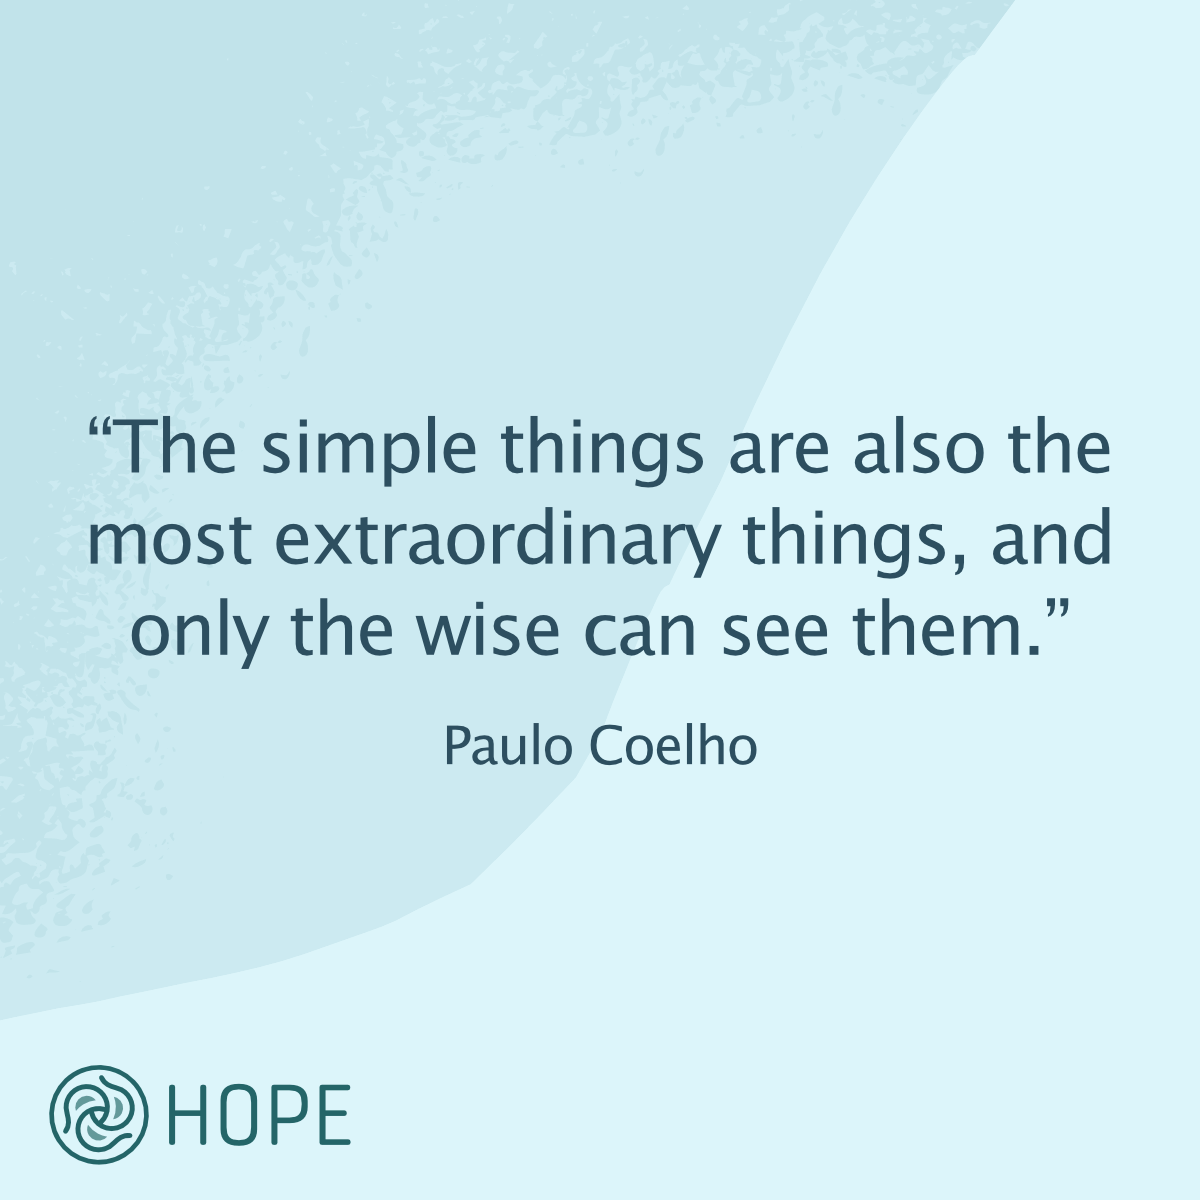 “The simple things are also the
most extraordinary things, and
only the wise can see them.”
Paulo Coelho
HOPE